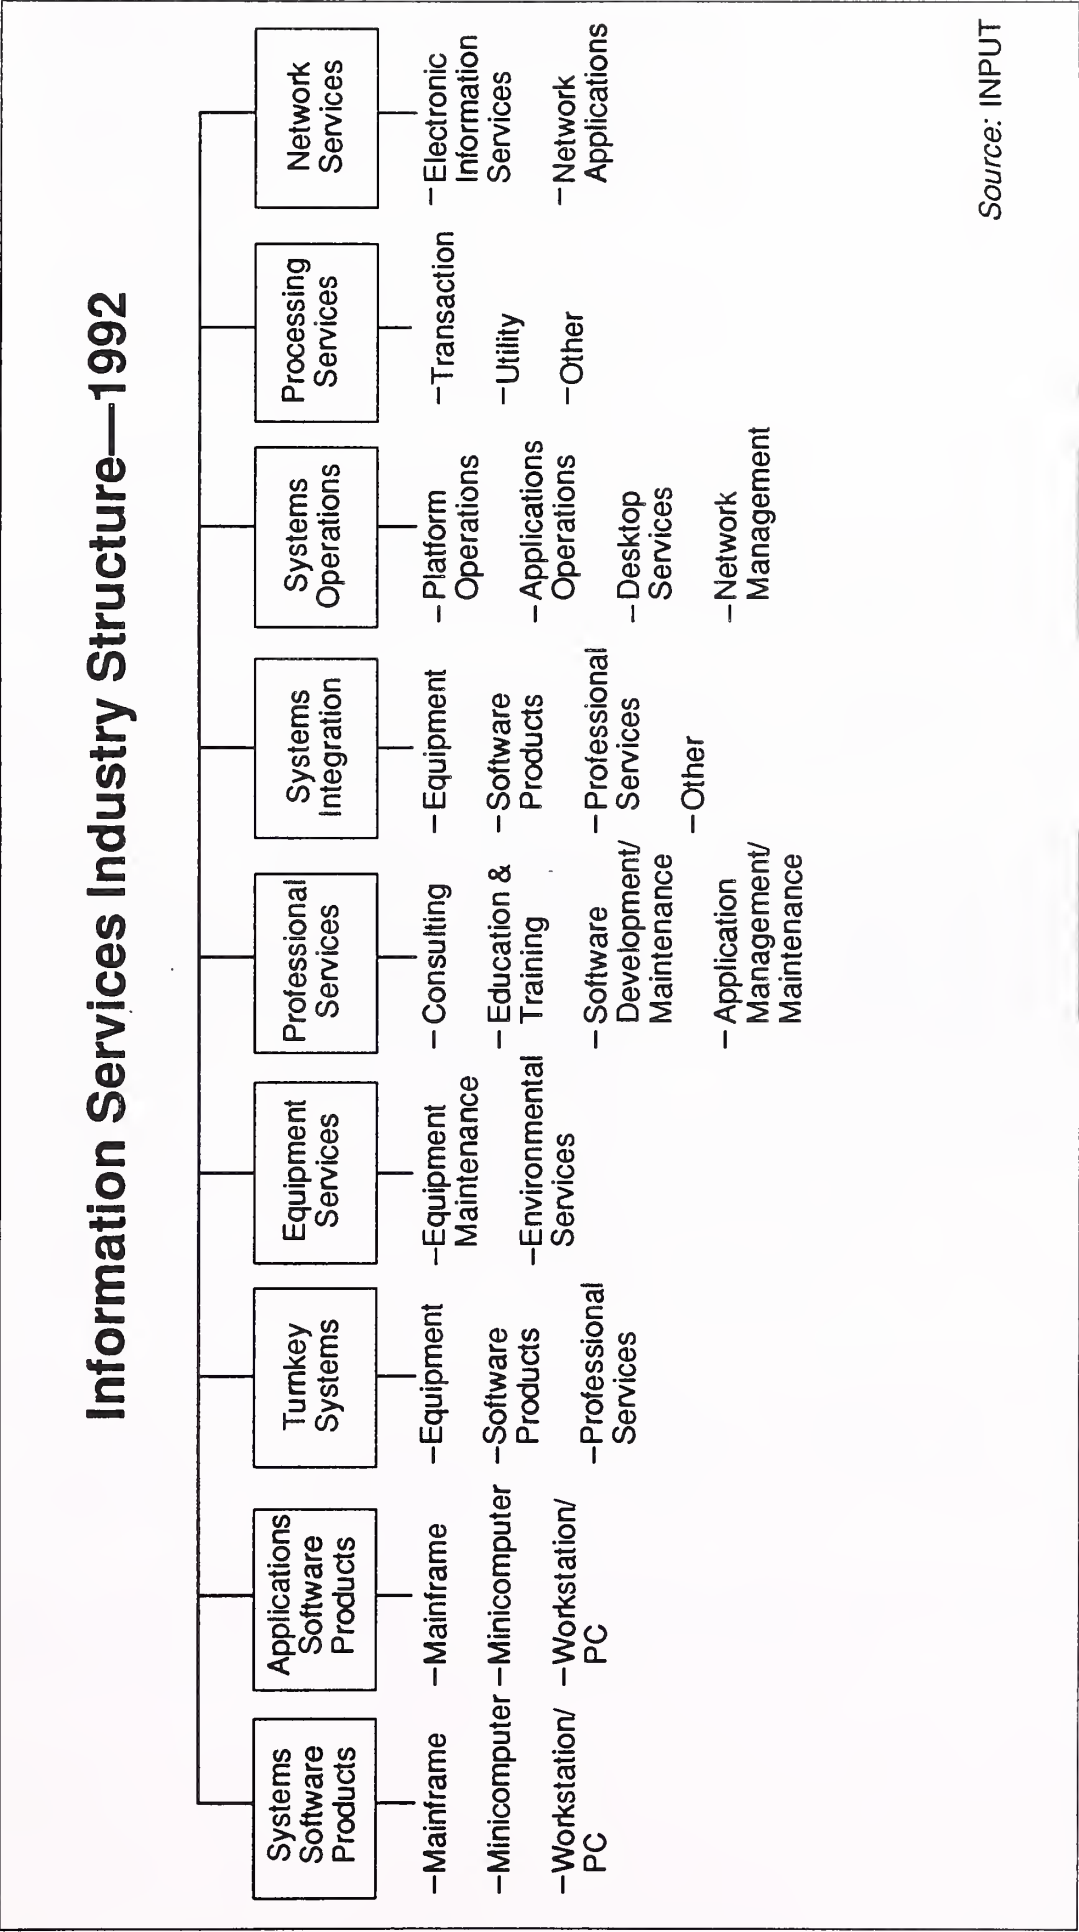 Information Services Industry Structure—1992
Systems
Software
Products
–Mainframe
–Minicomputer
–Workstation/
PC
Applications
Software
Products
–Mainframe
–Minicomputer
–Workstation/
PC
Turnkey
Systems
–Equipment
–Software
Products
–Professional
Services
Equipment
Services
–Equipment
Maintenance
–Environmental
Services
Professional
Services
–Consulting
–Education &
Training
–Software
Development/
Maintenance
–Application
Management/
Maintenance
Systems
Integration
–Equipment
–Software
Products
–Professional
Services
–Other
Systems
Operations
–Platform
Operations
–Applications
Operations
–Desktop
Services
–Network
Management
Processing
Services
–Transaction
–Utility
–Other
Network
Services
–Electronic
Information
Services
–Network
Applications
Source: INPUT